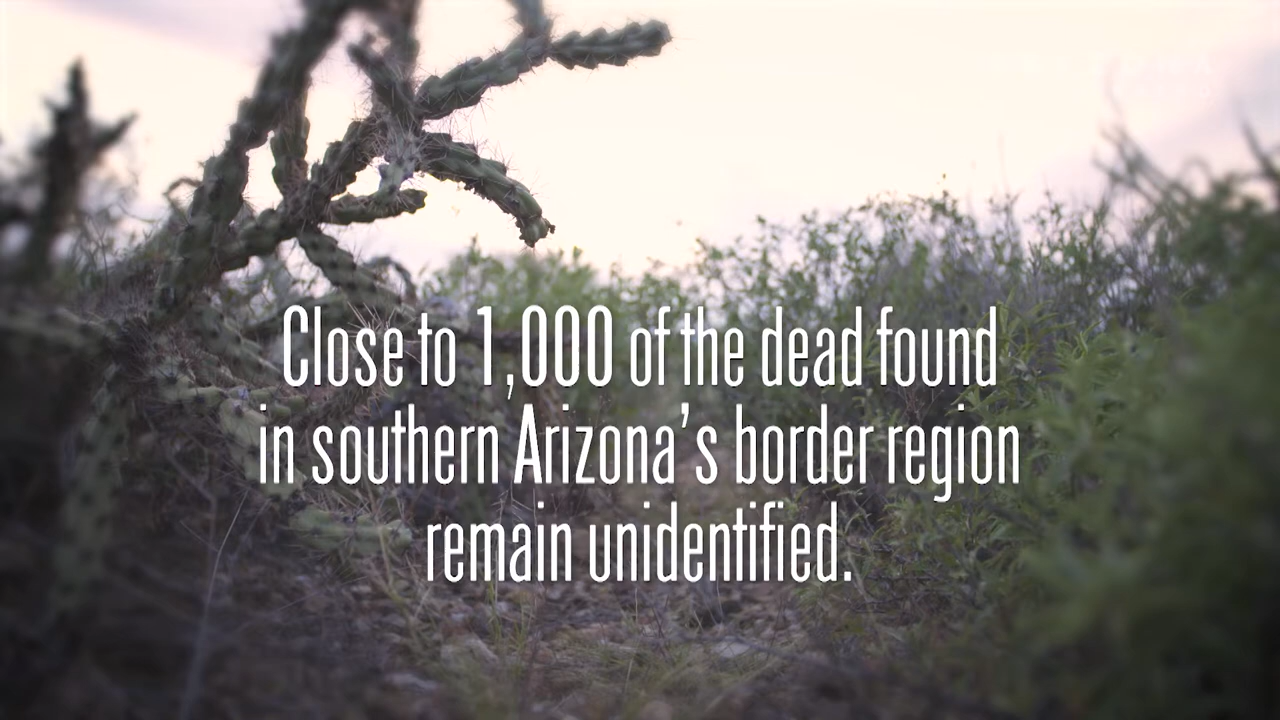 Close to 1,000 of the dead found
in southern Arizona's border region
remain unidentified.